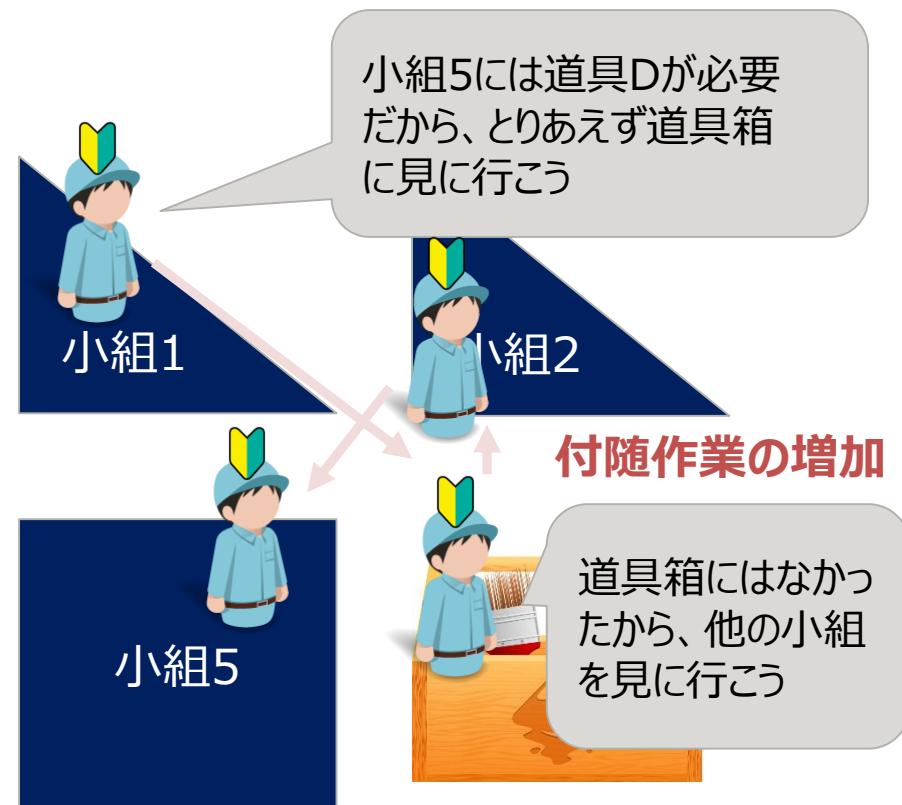 小組5には道具Dが必要
だから、とりあえず道具箱
に見に行こう
小組1
小組2
付随作業の増加
道具箱にはなかっ
たから、他の小組
を見に行こう
小組5